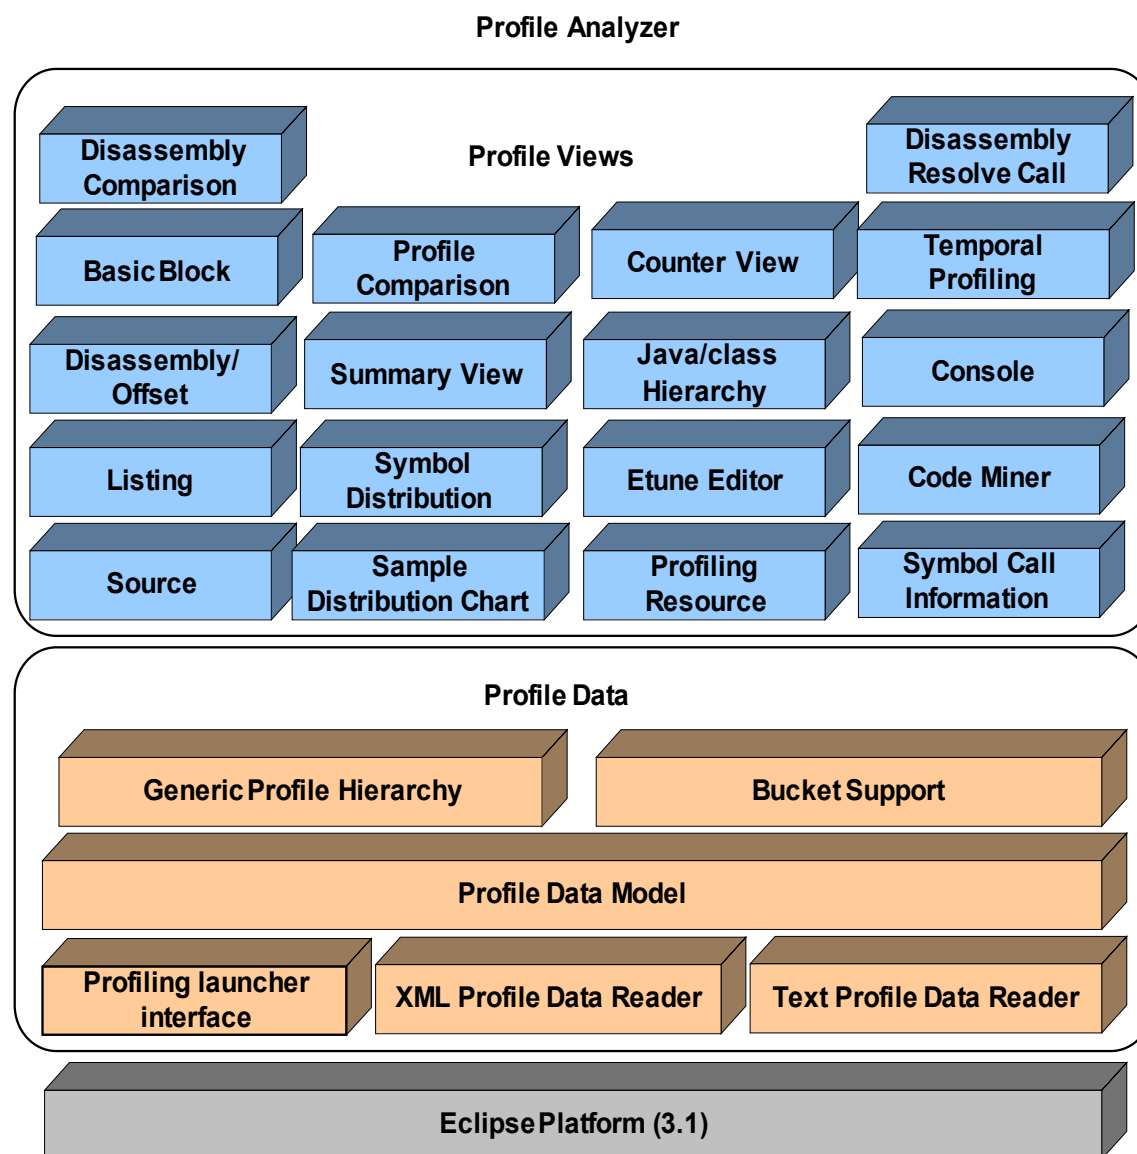 Profile Analyzer
Profile Views
Disassembly
Comparison
Disassembly
Resolve Call
Basic Block
Profile
Comparison
Counter View
Temporal
Profiling
Disassembly/
Offset
Summary View
Java/class
Hierarchy
Console
Listing
Symbol
Distribution
Etune Editor
Code Miner
Source
Sample
Distribution Chart
Profiling
Resource
Symbol Call
Information
Profile Data
Generic Profile Hierarchy
Bucket Support
Profile Data Model
Profiling launcher
interface
XML Profile Data Reader
Text Profile Data Reader
Eclipse Platform (3.1)